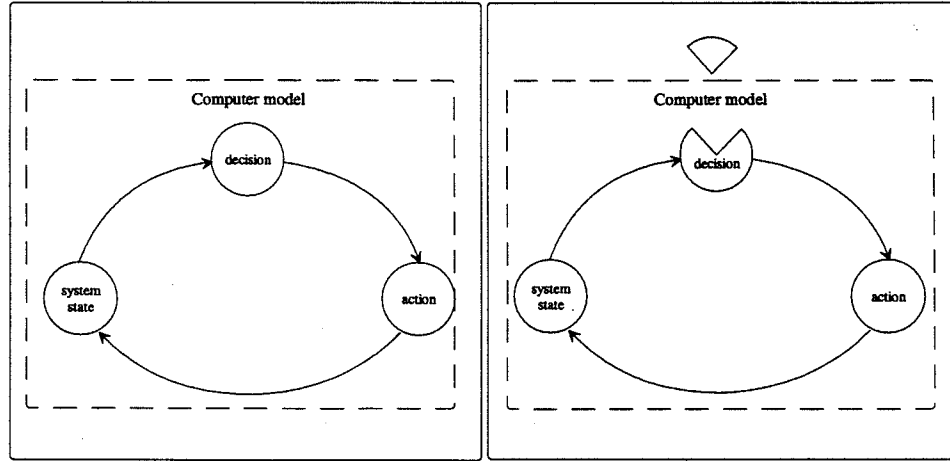 Computer model
decision
system
state
action
Computer model
decision
system
state
action